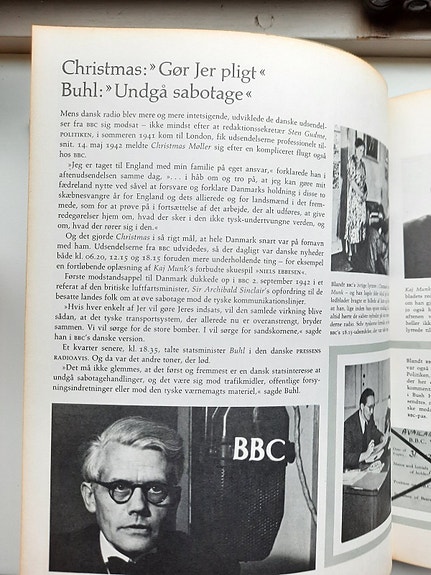 Christmas: »Gør Jer pligt«
Buhl: »Undgå sabotage«
Mens dansk radio blev mere og mere intetsigende, udviklede de danske udsendel-
ser fra BBC sig modsat – ikke mindst efter at redaktionssekretær Sten Gudme,
POLITIKEN, i sommeren 1941 kom til London, fik udsendelserne professionelt til-
snit. 14. maj 1942 meldte Christmas Møller sig efter en kompliceret flugt også
hos BBC.
»Jeg er taget til England med min familie på eget ansvar,« forklarede han i
aftenudsendelsen samme dag, ». . . i håb om og tro på, at jeg kan gøre mit
fædreland nytte ved såvel at forsvare og forklare Danmarks holdning i disse to
skæbnesvangre år for England og dets allierede og for landsmænd i det frem-
mede, som for at prøve på i fortsættelse af det arbejde, der alt udføres, at give
redegørelser hjem om, hvad der sker i den ikke tysk-undertvungne verden, og
om, hvad der rører sig i den.«
Og det gjorde Christmas i så rigt mål, at hele Danmark snart var på fornavn
med ham. Udsendelserne fra BBC udvidedes, så der dagligt var danske nyheder
både kl. 06.20, 12.15 og 18.15 foruden mere underholdende ting – for eksempel
en fortløbende oplæsning af Kaj Munk's forbudte skuespil »NIELS EBBESEN«.
Første modstandsappel til Danmark dukkede op i BBC 2. september 1942 i et
referat af den britiske luftfartsminister, Sir Archibald Sinclair's opfordring til de
besatte landes folk om at øve sabotage mod de tyske kommunikationslinjer.
»Hvis hver enkelt af Jer vil gøre Jeres indsats, vil den samlede virkning blive
sådan, at det tyske transportsystem, der allerede nu er overanstrengt, bryder
sammen. Vi vil sørge for de store bomber. I vil sørge for sandskornene,« sagde
han i BBC's danske version.
Et kvarter senere, kl. 18.35, talte statsminister Buhl i den danske PRESSENS
RADIOAVIS. Og da var det andre toner, der lød.
»Det må ikke glemmes, at det først og fremmest er en dansk statsinteresse at
undgå sabotagehandlinger, og det være sig mod trafikmidler, offentlige forsy-
ningsindretninger eller mod den tyske værnemagts materiel,« sagde Buhl.
BBC